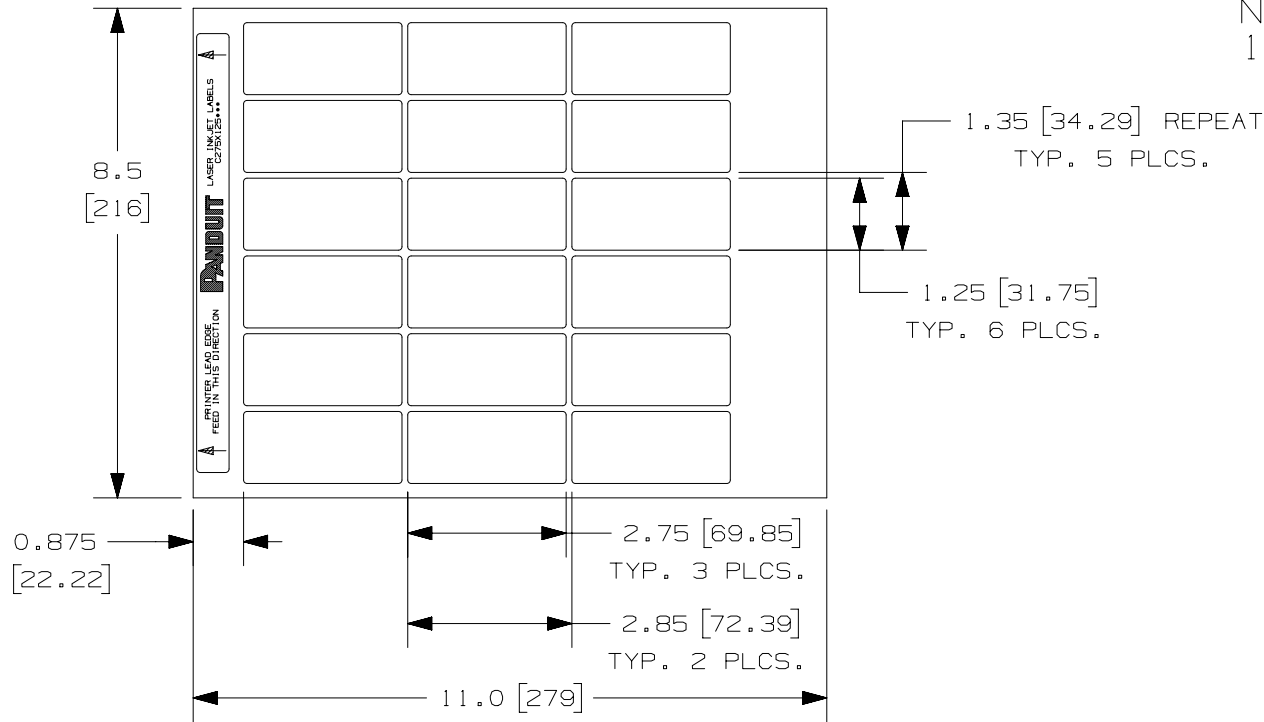 N
1
1.35 [34.29] REPEAT
TYP. 5 PLCS.
8.5
[216]
LASER INKJET LABELS
C275X125•••
PANDUIT
PRINTER LEAD EDGE
FEED IN THIS DIRECTION
1.25 [31.75]
TYP. 6 PLCS.
0.875
[22.22]
2.75 [69.85]
TYP. 3 PLCS.
2.85 [72.39]
TYP. 2 PLCS.
11.0 [279]